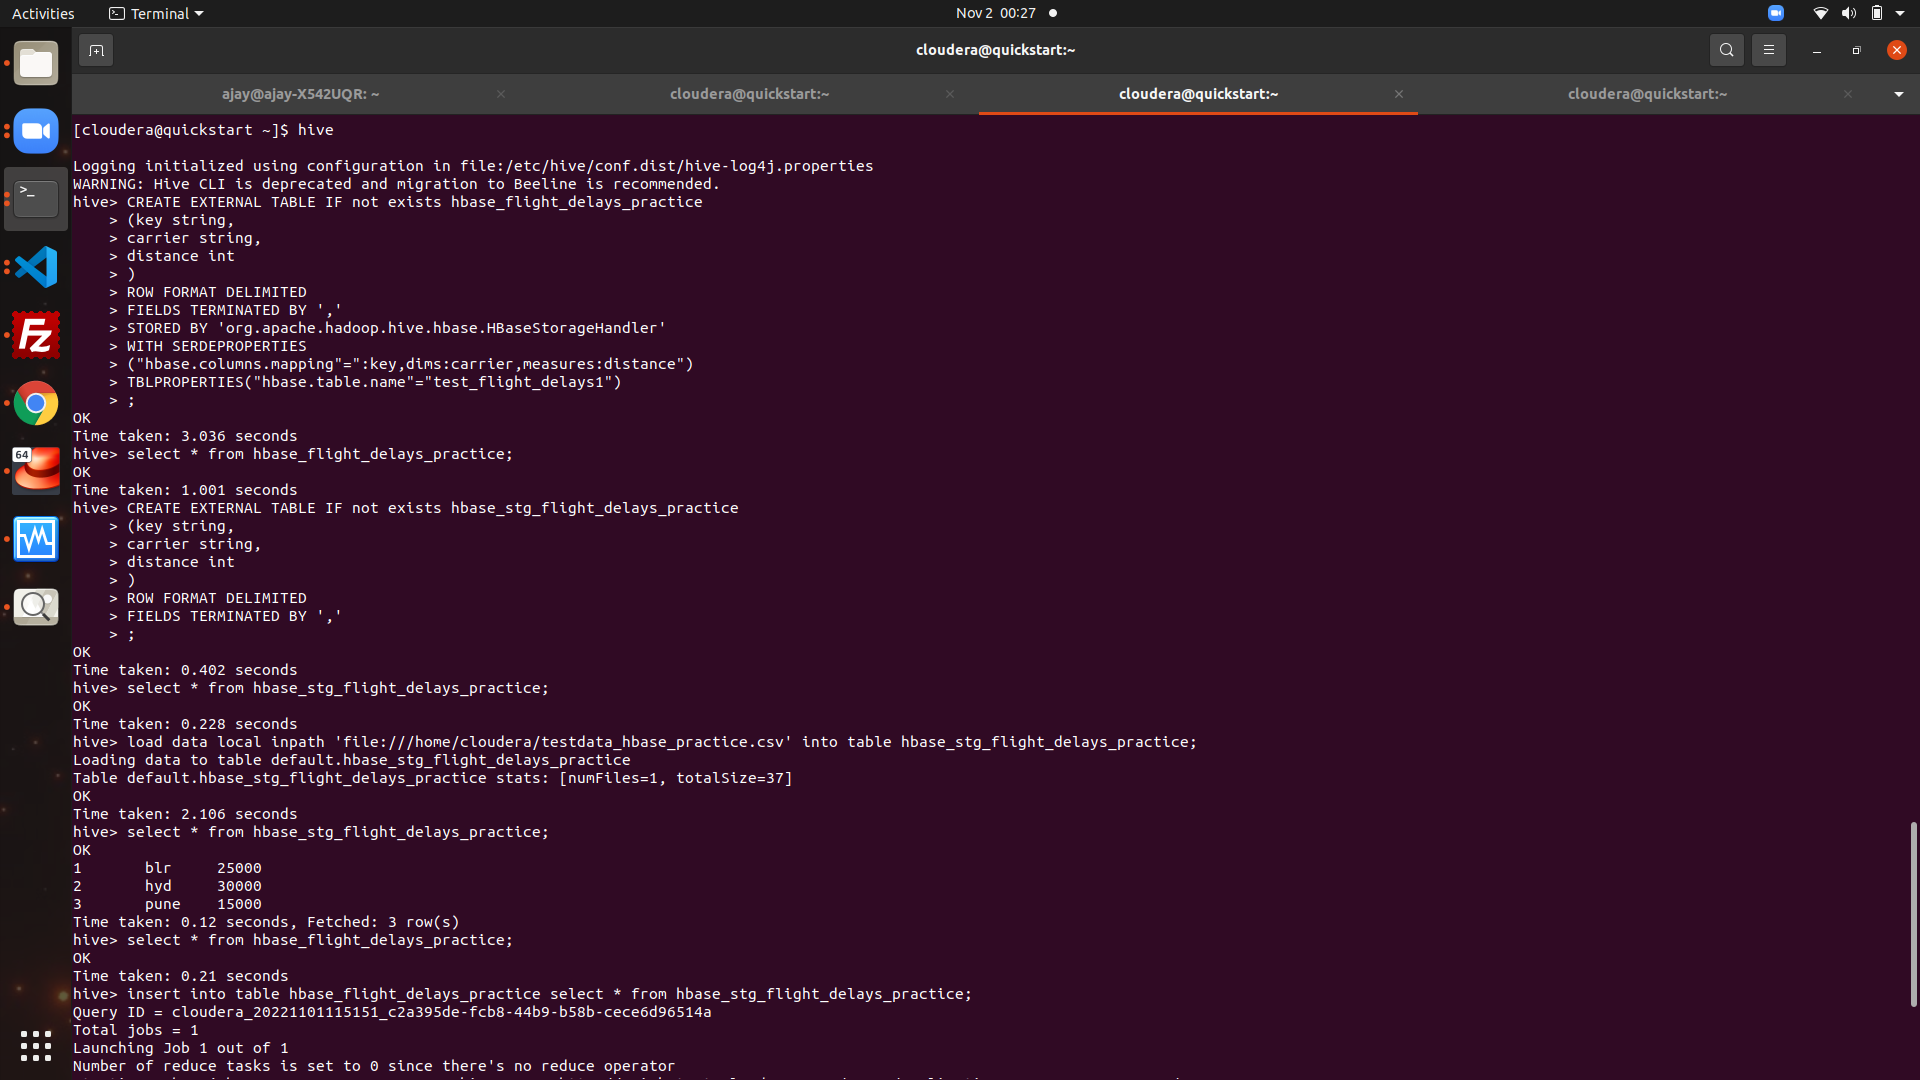 Activities
Terminal
Nov 2 00:27
cloudera@quickstart:~
ajay@ajay-X542UQR: ~
cloudera@quickstart:~
cloudera@quickstart:~
cloudera@quickstart:~
[cloudera@quickstart ~]$ hive
Logging initialized using configuration in file:/etc/hive/conf.dist/hive-log4j.properties
WARNING: Hive CLI is deprecated and migration to Beeline is recommended.
hive> CREATE EXTERNAL TABLE IF not exists hbase_flight_delays_practice
    > (key string,
    > carrier string,
    > distance int
    > )
    > ROW FORMAT DELIMITED
    > FIELDS TERMINATED BY ','
    > STORED BY 'org.apache.hadoop.hive.hbase.HBaseStorageHandler'
    > WITH SERDEPROPERTIES
    > ("hbase.columns.mapping"=":key,dims:carrier,measures:distance")
    > TBLPROPERTIES("hbase.table.name"="test_flight_delays1")
    > ;
OK
Time taken: 3.036 seconds
hive> select * from hbase_flight_delays_practice;
OK
Time taken: 1.001 seconds
hive> CREATE EXTERNAL TABLE IF not exists hbase_stg_flight_delays_practice
    > (key string,
    > carrier string,
    > distance int
    > )
    > ROW FORMAT DELIMITED
    > FIELDS TERMINATED BY ','
    > ;
OK
Time taken: 0.402 seconds
hive> select * from hbase_stg_flight_delays_practice;
OK
Time taken: 0.228 seconds
hive> load data local inpath 'file:///home/cloudera/testdata_hbase_practice.csv' into table hbase_stg_flight_delays_practice;
Loading data to table default.hbase_stg_flight_delays_practice
Table default.hbase_stg_flight_delays_practice stats: [numFiles=1, totalSize=37]
OK
Time taken: 2.106 seconds
hive> select * from hbase_stg_flight_delays_practice;
OK
1       blr     25000
2       hyd     30000
3       pune    15000
Time taken: 0.12 seconds, Fetched: 3 row(s)
hive> select * from hbase_flight_delays_practice;
OK
Time taken: 0.21 seconds
hive> insert into table hbase_flight_delays_practice select * from hbase_stg_flight_delays_practice;
Query ID = cloudera_20221101115151_c2a395de-fcb8-44b9-b58b-cece6d96514a
Total jobs = 1
Launching Job 1 out of 1
Number of reduce tasks is set to 0 since there's no reduce operator
64
Fz